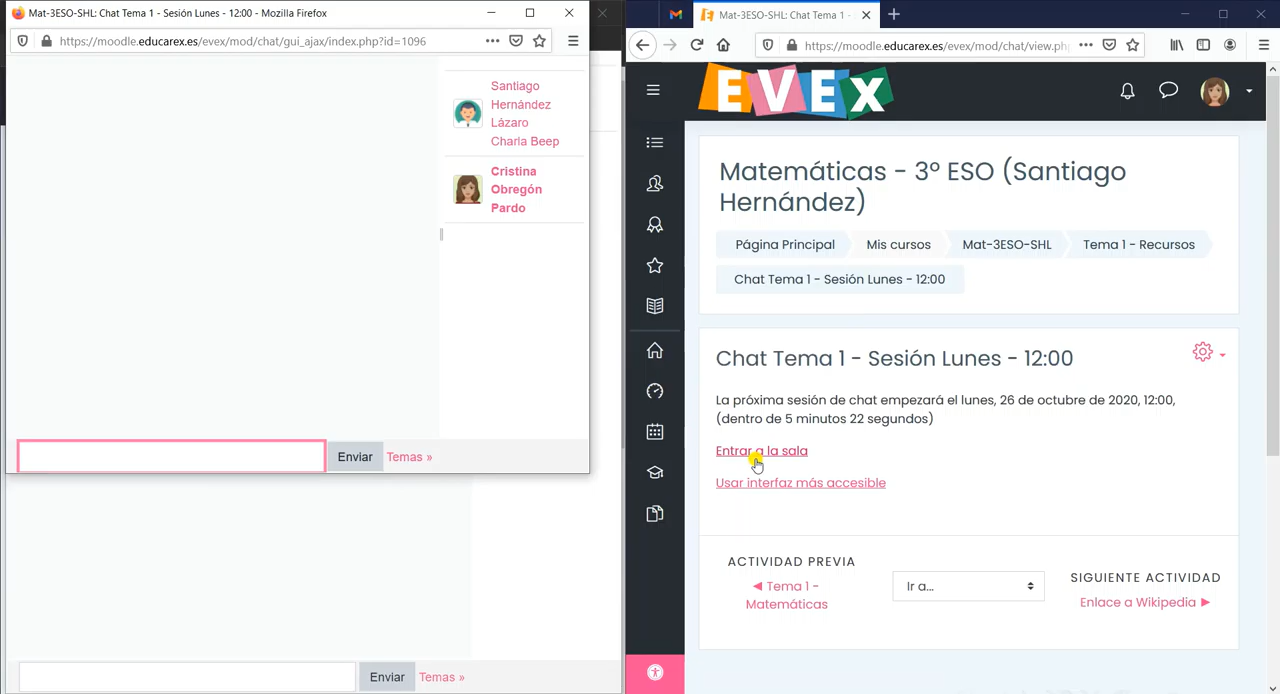 Mat-3ESO-SHL: Chat Tema 1 - Sesión Lunes - 12:00 - Mozilla Firefox
https://moodle.educarex.es/evex/mod/chat/gui_ajax/index.php?id=1096
Santiago
Hernández
Lázaro
Charla Beep
Cristina
Obregón
Pardo
Enviar
Temas »
Enviar
Temas »
Mat-3ESO-SHL: Chat Tema 1 -
https://moodle.educarex.es/evex/mod/chat/view.php
EVEX
Matemáticas - 3º ESO (Santiago
Hernández)
Página Principal
Mis cursos
Mat-3ESO-SHL
Tema 1 - Recursos
Chat Tema 1 - Sesión Lunes - 12:00
Chat Tema 1 - Sesión Lunes - 12:00
La próxima sesión de chat empezará el lunes, 26 de octubre de 2020, 12:00,
(dentro de 5 minutos 22 segundos)
Entrar a la sala
Usar interfaz más accesible
ACTIVIDAD PREVIA
◀ Tema 1 -
Matemáticas
Ir a...
SIGUIENTE ACTIVIDAD
Enlace a Wikipedia ▶